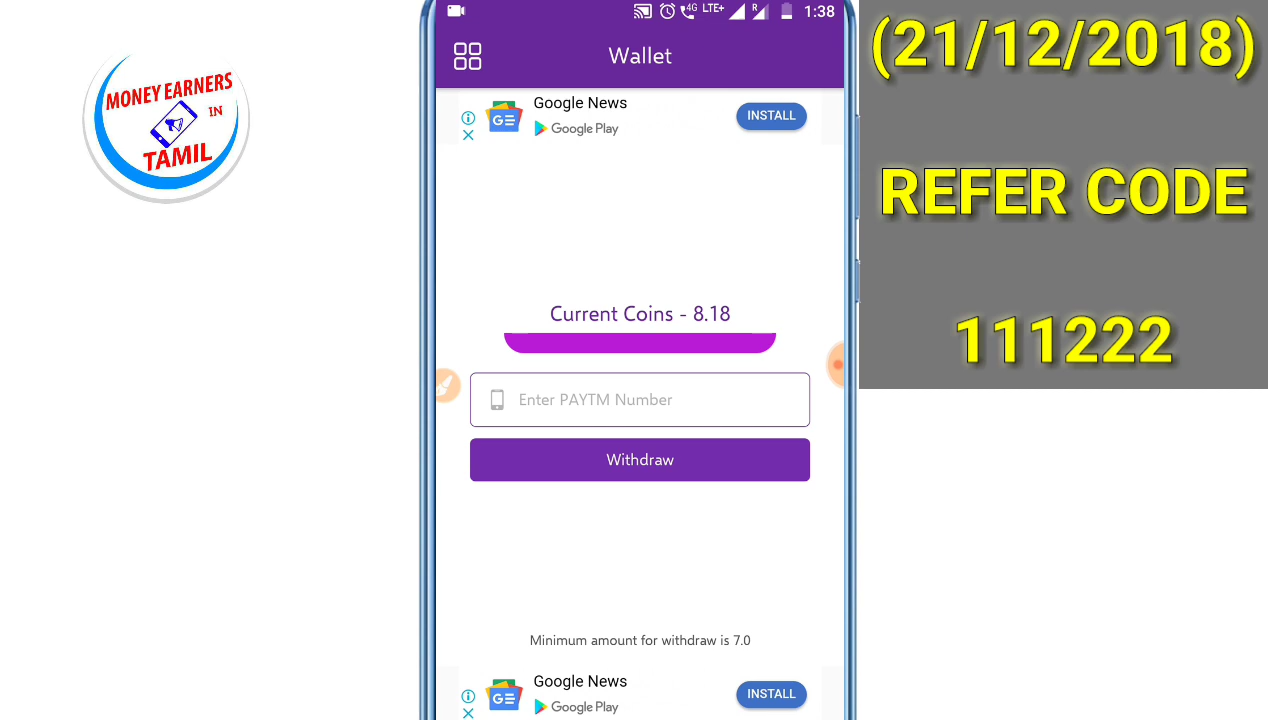 MONEY EARNERS
IN
TAMIL
4G LTE+ R 1:38
Wallet
Google News
Google Play
INSTALL
Current Coins - 8.18
Enter PAYTM Number
Withdraw
Minimum amount for withdraw is 7.0
Google News
Google Play
INSTALL
(21/12/2018)
REFER CODE
111222